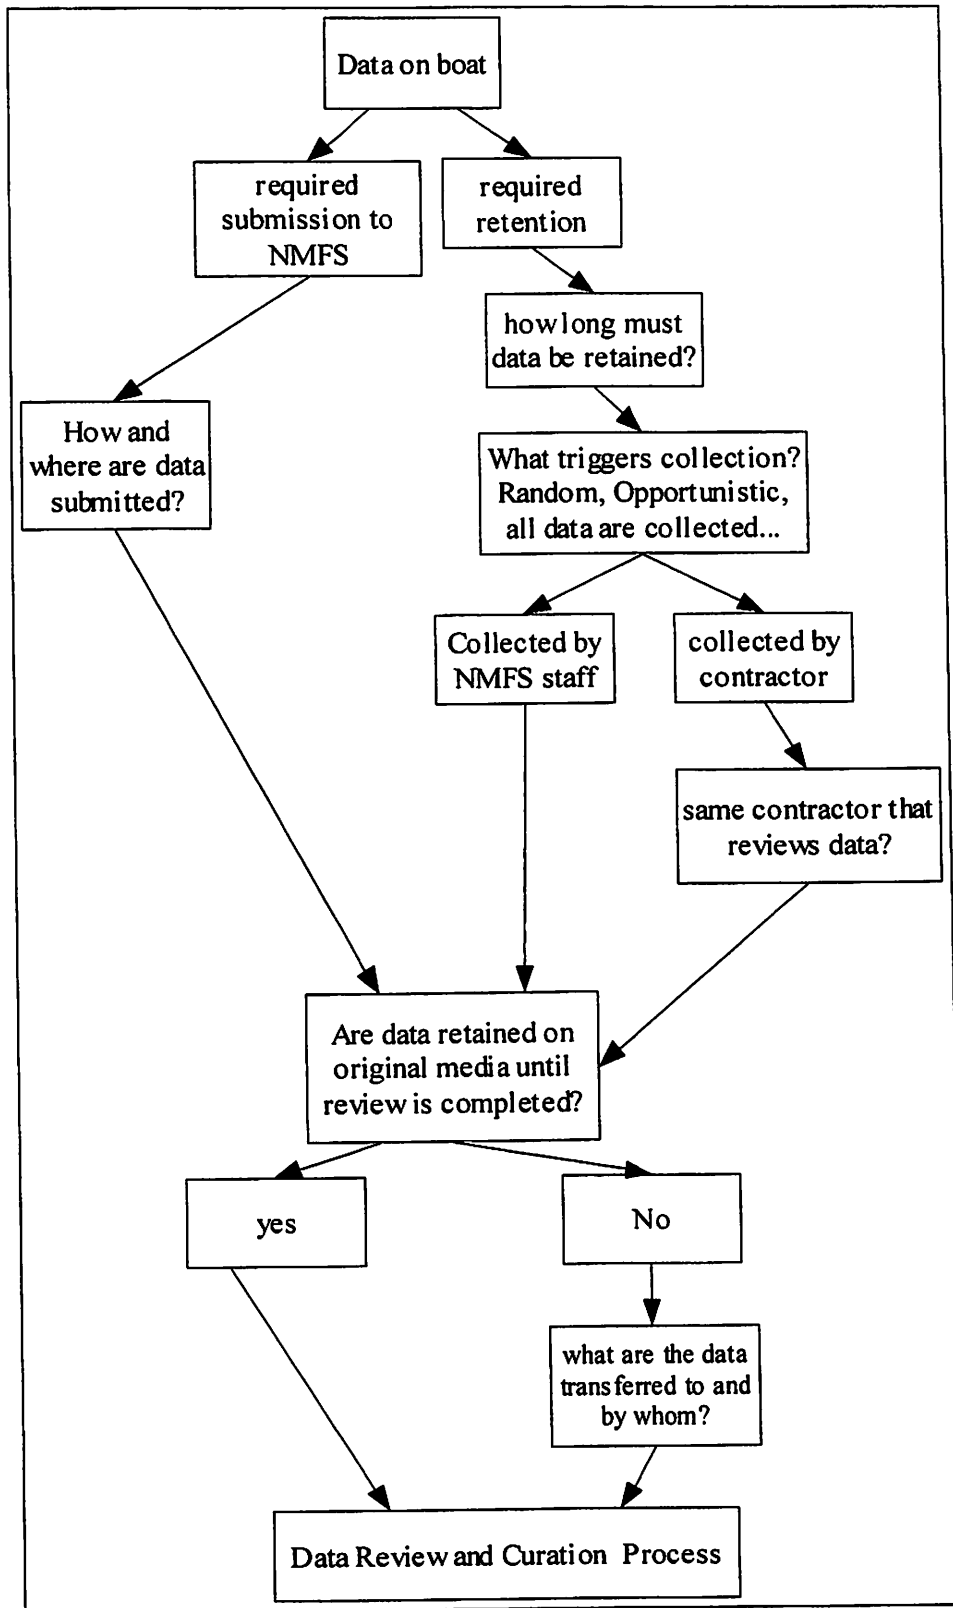 Data on boat
required
submission to
NMFS
required
retention
how long must
data be retained?
How and
where are data
submitted?
What triggers collection?
Random, Opportunistic,
all data are collected...
Collected by
NMFS staff
collected by
contractor
same contractor that
reviews data?
Are data retained on
original media until
review is completed?
yes
No
what are the data
transferred to and
by whom?
Data Review and Curation Process